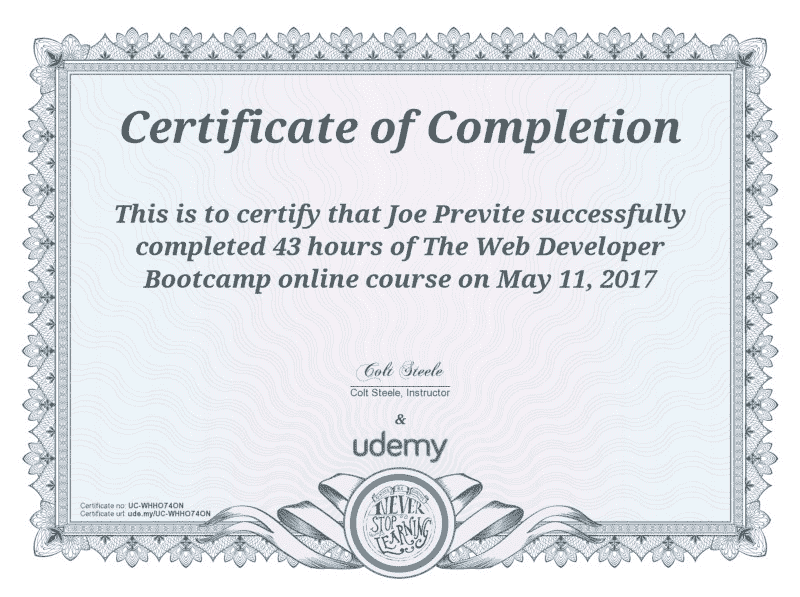 Certificate of Completion
This is to certify that Joe Previte successfully
completed 43 hours of The Web Developer
Bootcamp online course on May 11, 2017
Colt Steele
Colt Steele, Instructor
&
udemy
Certificate no: UC-WHHO74ON
Certificate url: ude.my/UC-WHHO74ON
NEVER
STOP
LEARNING